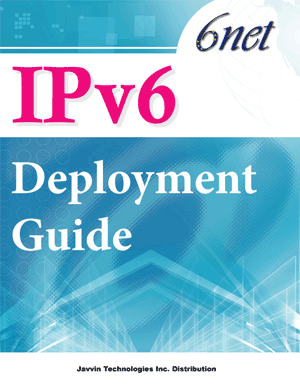 6net
IPv6
Deployment
Guide
Javvin Technologies Inc. Distribution